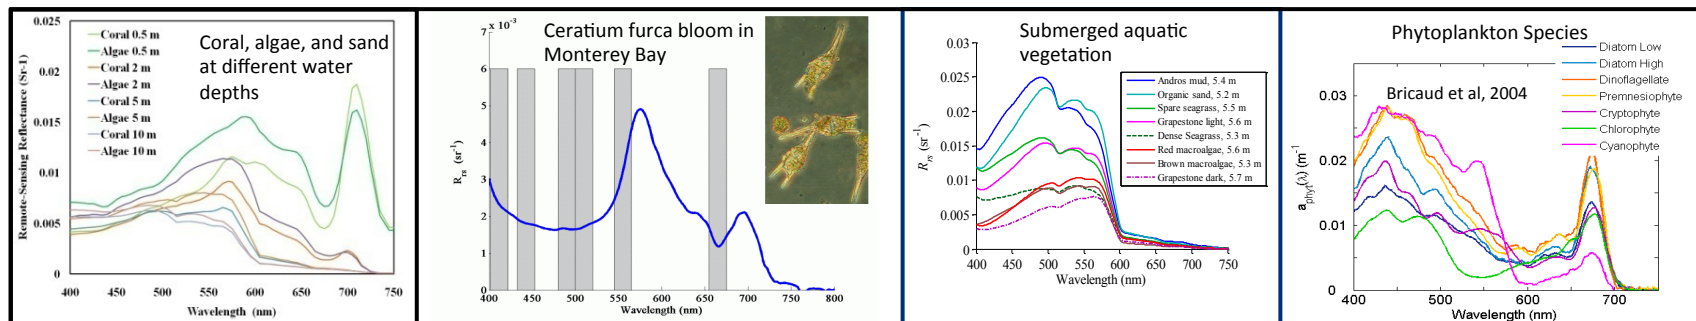 Coral, algae, and sand
at different water
depths
Coral 0.5 m
Algae 0.5 m
Coral 2 m
Algae 2 m
Coral 5 m
Algae 5 m
Coral 10 m
Algae 10 m
Remote-Sensing Reflectance (Sr-1)
0.025
0.02
0.015
0.01
0.005
0
400 450 500 550 600 650 700 750
Wavelength (nm)
Ceratium furca bloom in
Monterey Bay
x 10⁻³
7
6
5
4
3
2
1
0
Rrs (sr⁻¹)
400 450 500 550 600 650 700 750 800
Wavelength (nm)
Submerged aquatic
vegetation
Andros mud, 5.4 m
Organic sand, 5.2 m
Spare seagrass, 5.5 m
Grapestone light, 5.6 m
Dense Seagrass, 5.3 m
Red macroalgae, 5.6 m
Brown macroalgae, 5.3 m
Grapestone dark, 5.7 m
Rrs (sr⁻¹)
0.03
0.025
0.02
0.015
0.01
0.005
0
400 450 500 550 600 650 700 750
Wavelength (nm)
Phytoplankton Species
Bricaud et al, 2004
Diatom Low
Diatom High
Dinoflagellate
Premnesiophyte
Cryptophyte
Chlorophyte
Cyanophyte
aphyt(λ) (m⁻¹)
0.03
0.02
0.01
0
400 500 600 700
Wavelength (nm)